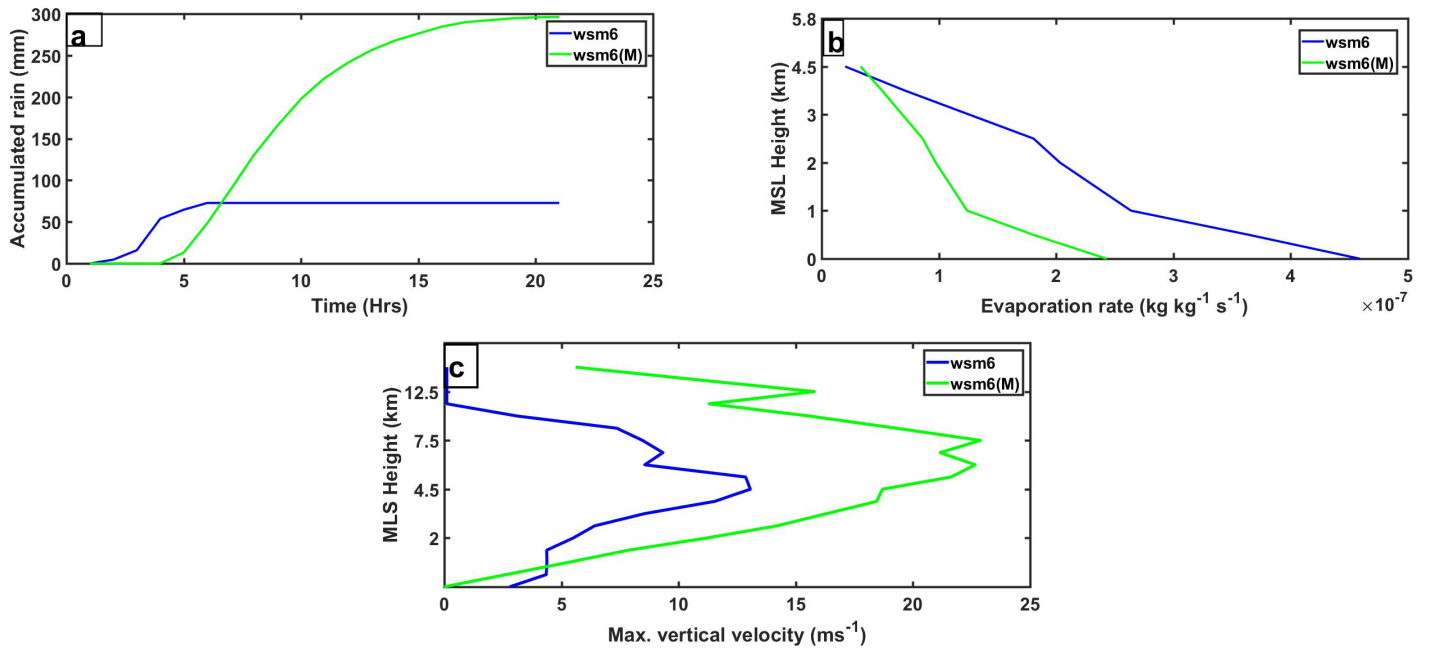 a
300
250
200
150
100
50
0
0 5 10 15 20 25
Accumulated rain (mm)
Time (Hrs)
wsm6
wsm6(M)
b
5.8
4.5
3
2
1
0
0 1 2 3 4 5
MSL Height (km)
Evaporation rate (kg kg-1 s-1)
×10-7
wsm6
wsm6(M)
c
12.5
7.5
4.5
2
0 5 10 15 20 25
MLS Height (km)
Max. vertical velocity (ms-1)
wsm6
wsm6(M)